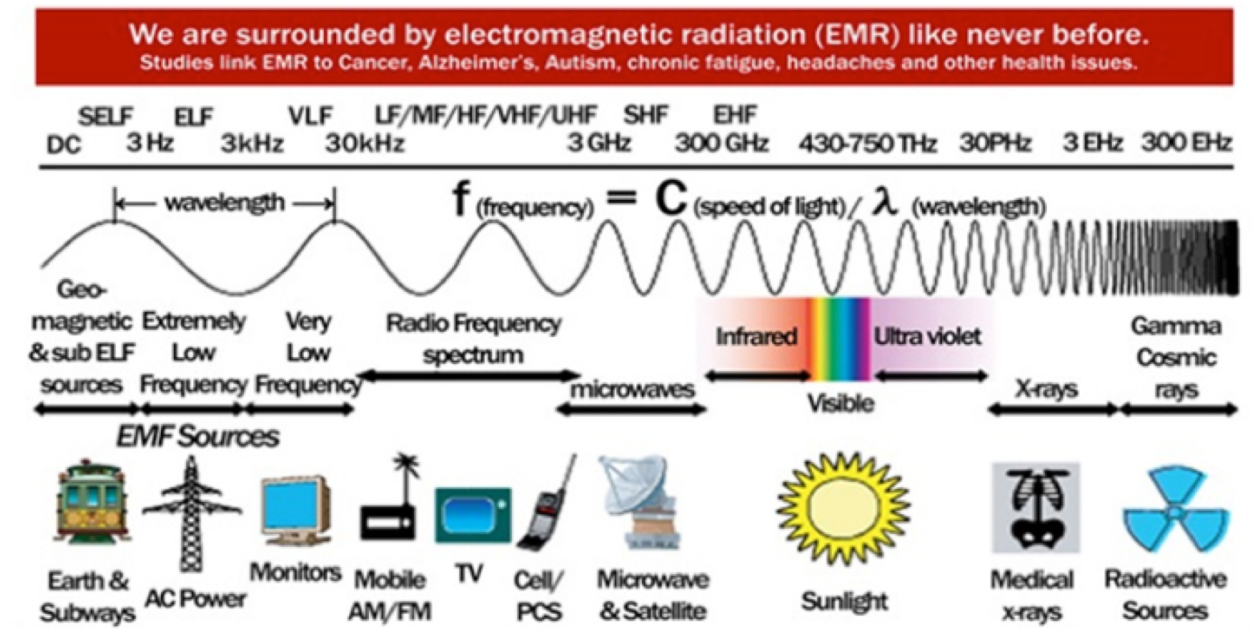 We are surrounded by electromagnetic radiation (EMR) like never before.
Studies link EMR to Cancer, Alzheimer's, Autism, chronic fatigue, headaches and other health issues.
SELF ELF VLF LF/MF/HF/VHF/UHF SHF EHF
DC 3 Hz 3kHz 30kHz 3 GHz 300 GHz 430-750 THz 30PHz 3 EHz 300 EHz
wavelength
f (frequency) = C (speed of light) / λ (wavelength)
Geo-
magnetic
& sub ELF
sources
Extremely
Low
Frequency
Very
Low
Frequency
Radio Frequency
spectrum
microwaves
Infrared
Visible
Ultra violet
X-rays
Gamma
Cosmic
rays
EMF Sources
Earth &
Subways
AC Power
Monitors
Mobile
AM/FM
TV
Cell/
PCS
Microwave
& Satellite
Sunlight
Medical
x-rays
Radioactive
Sources